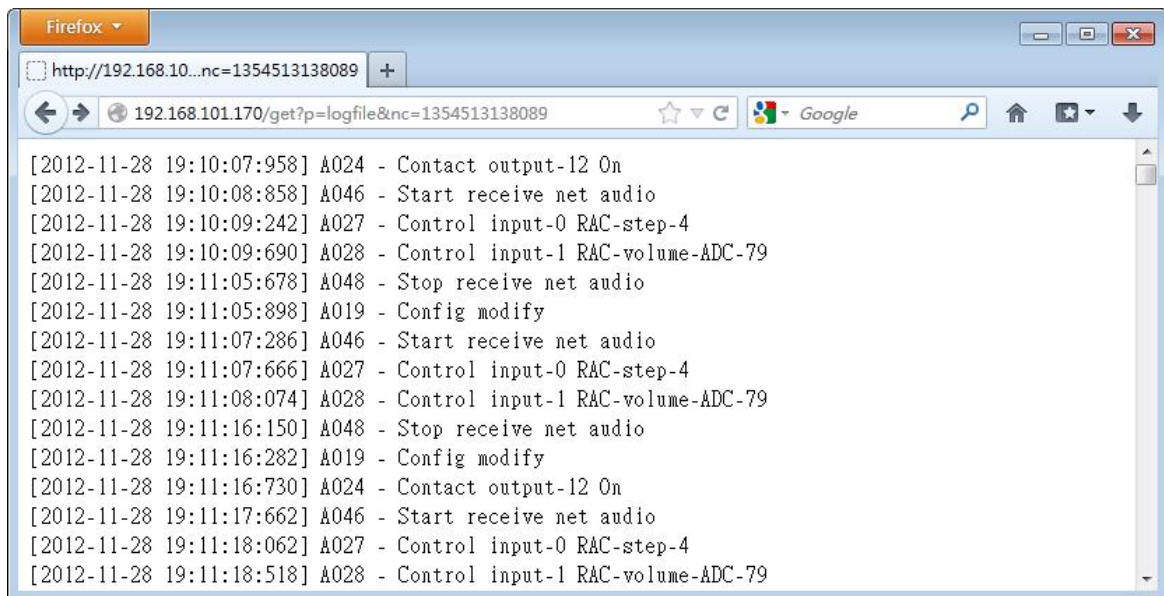 Firefox
http://192.168.10...nc=1354513138089
192.168.101.170/get?p=logfile&nc=1354513138089
Google
[2012-11-28 19:10:07:958] A024 - Contact output-12 On
[2012-11-28 19:10:08:858] A046 - Start receive net audio
[2012-11-28 19:10:09:242] A027 - Control input-0 RAC-step-4
[2012-11-28 19:10:09:690] A028 - Control input-1 RAC-volume-ADC-79
[2012-11-28 19:11:05:678] A048 - Stop receive net audio
[2012-11-28 19:11:05:898] A019 - Config modify
[2012-11-28 19:11:07:286] A046 - Start receive net audio
[2012-11-28 19:11:07:666] A027 - Control input-0 RAC-step-4
[2012-11-28 19:11:08:074] A028 - Control input-1 RAC-volume-ADC-79
[2012-11-28 19:11:16:150] A048 - Stop receive net audio
[2012-11-28 19:11:16:282] A019 - Config modify
[2012-11-28 19:11:16:730] A024 - Contact output-12 On
[2012-11-28 19:11:17:662] A046 - Start receive net audio
[2012-11-28 19:11:18:062] A027 - Control input-0 RAC-step-4
[2012-11-28 19:11:18:518] A028 - Control input-1 RAC-volume-ADC-79